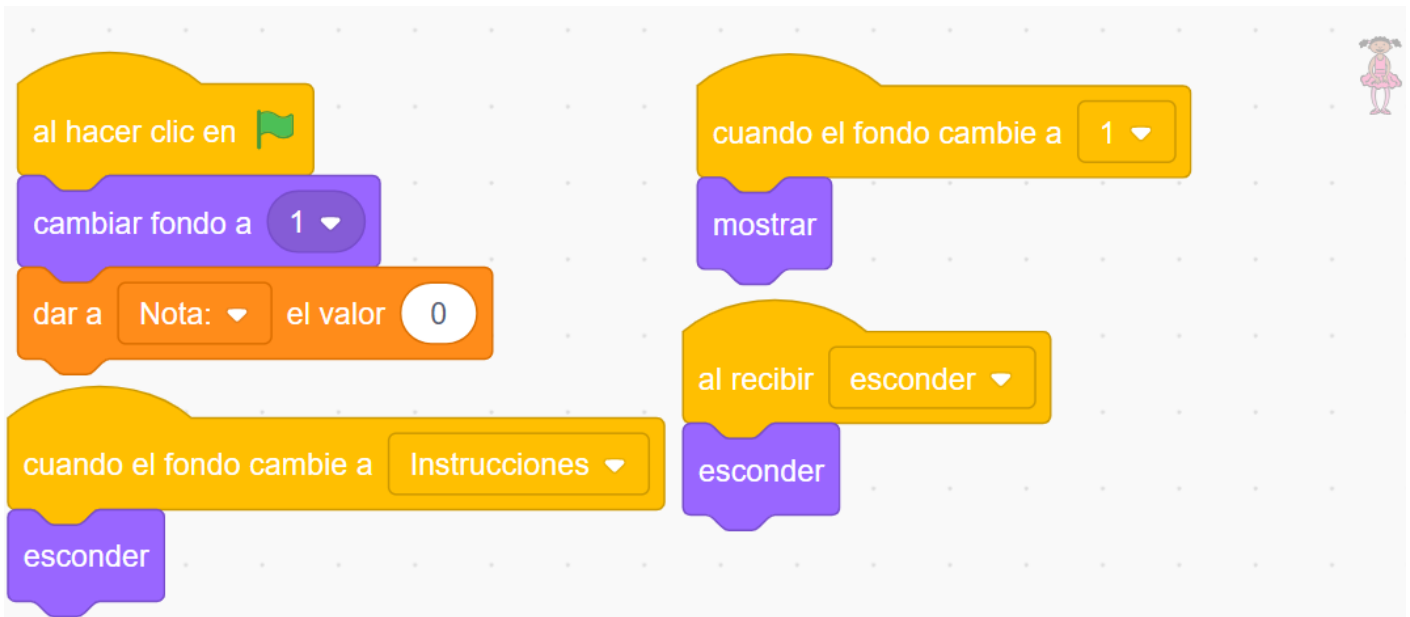 al hacer clic en
cambiar fondo a 1
dar a Nota: el valor 0
cuando el fondo cambie a Instrucciones
esconder
cuando el fondo cambie a 1
mostrar
al recibir esconder
esconder